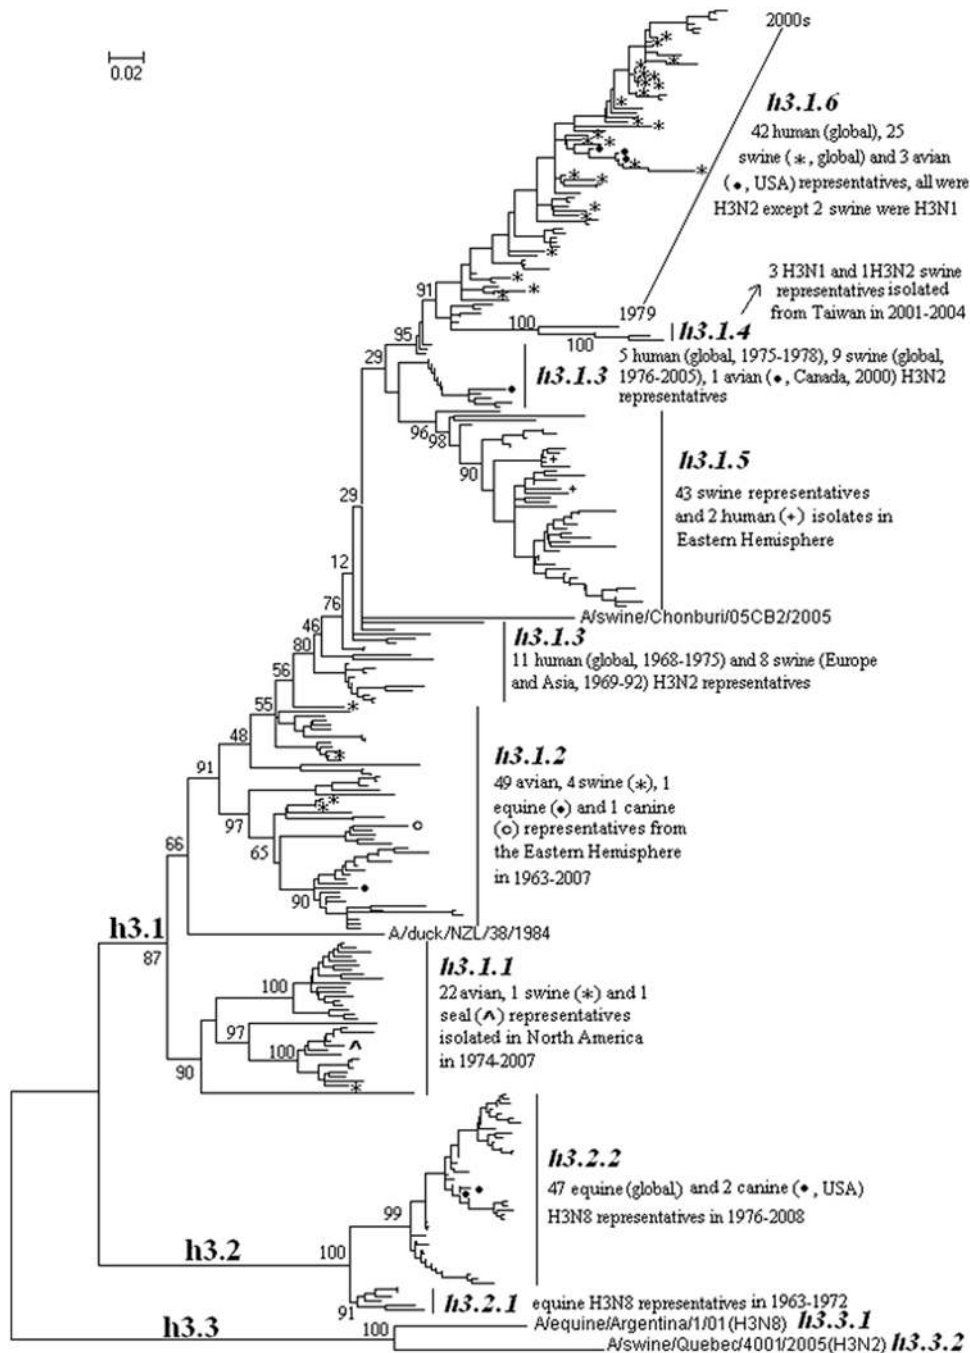 2000s
0.02
h3.1.6
42 human (global), 25
swine (*, global) and 3 avian
(●, USA) representatives, all were
H3N2 except 2 swine were H3N1
3 H3N1 and 1H3N2 swine
representatives isolated
from Taiwan in 2001-2004
91
1979
100
h3.1.4
95
100
29
5 human (global, 1975-1978), 9 swine (global,
h3.1.3
1976-2005), 1 avian (●, Canada, 2000) H3N2
representatives
96
98
h3.1.5
90
43 swine representatives
and 2 human (+) isolates in
Eastern Hemisphere
29
12
76
A/swine/Chonburi/05CB2/2005
46
h3.1.3
80
11 human (global, 1968-1975) and 8 swine (Europe
and Asia, 1969-92) H3N2 representatives
56
55
48
h3.1.2
91
49 avian, 4 swine (*), 1
equine (●) and 1 canine
(o) representatives from
the Eastern Hemisphere
in 1963-2007
97
65
66
90
h3.1
A/duck/NZL/38/1984
87
h3.1.1
100
22 avian, 1 swine (*) and 1
seal (^) representatives
isolated in North America
in 1974-2007
97
100
90
h3.2.2
47 equine (global) and 2 canine (●, USA)
H3N8 representatives in 1976-2008
99
h3.2
100
h3.2.1
equine H3N8 representatives in 1963-1972
91
h3.3
A/equine/Argentina/1/01(H3N8)
h3.3.1
100
A/swine/Quebec/4001/2005(H3N2)
h3.3.2